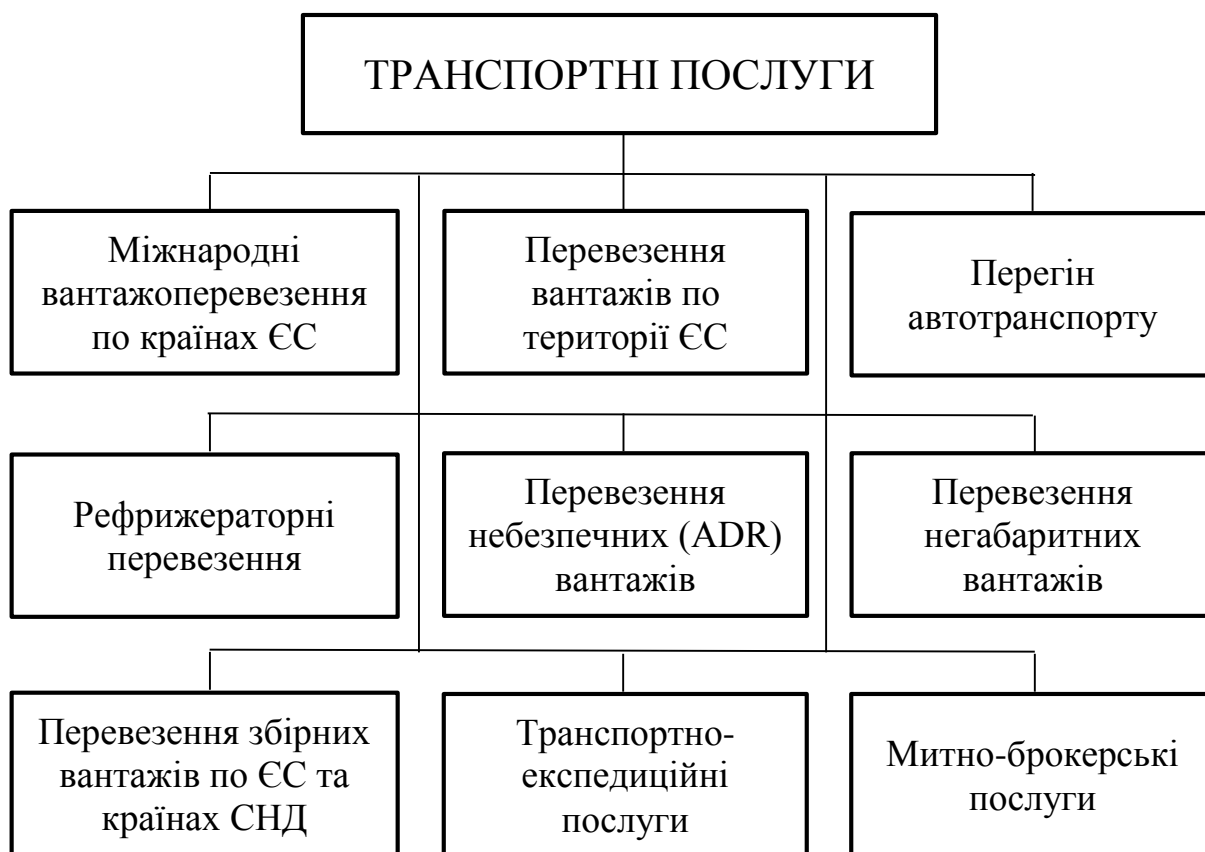 ТРАНСПОРТНІ ПОСЛУГИ
Міжнародні
вантажоперевезення
по країнах ЄС
Перевезення
вантажів по
території ЄС
Перегін
автотранспорту
Рефрижераторні
перевезення
Перевезення
небезпечних (ADR)
вантажів
Перевезення
негабаритних
вантажів
Перевезення збірних
вантажів по ЄС та
країнах СНД
Транспортно-
експедиційні
послуги
Митно-брокерські
послуги